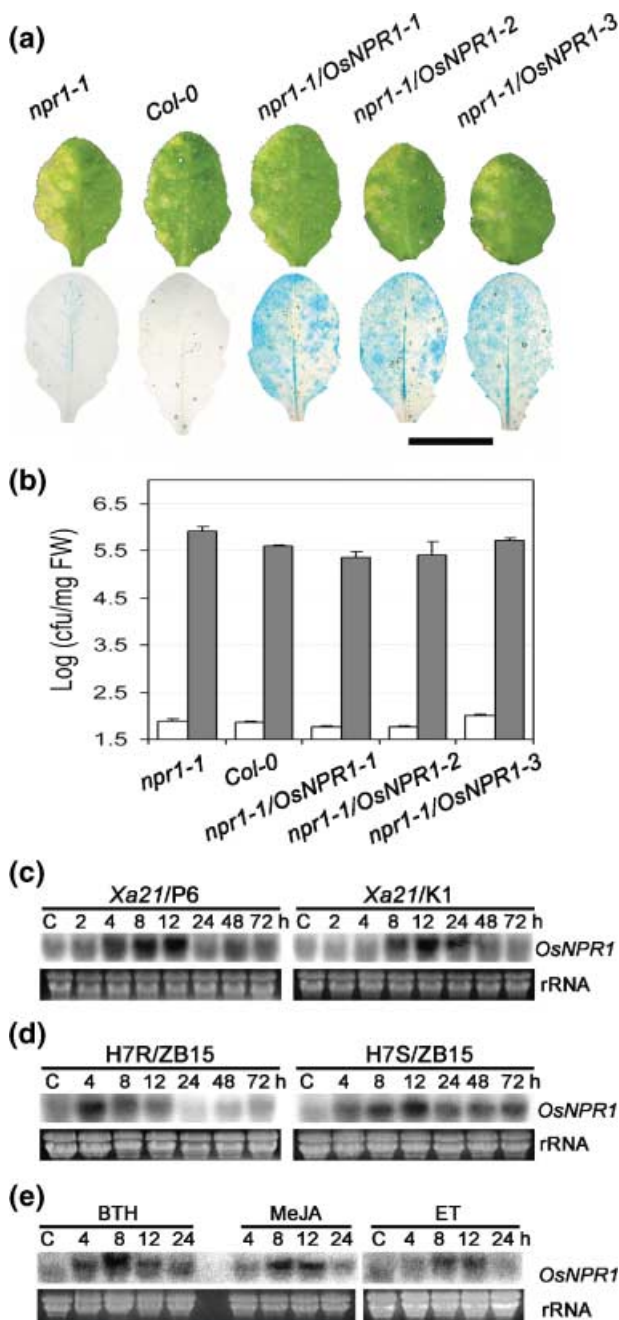 (a)
npr1-1 Col-0 npr1-1/OsNPR1-1 npr1-1/OsNPR1-2 npr1-1/OsNPR1-3
(b)
Log (cfu/mg FW)
6.5
5.5
4.5
3.5
2.5
1.5
npr1-1 Col-0 npr1-1/OsNPR1-1 npr1-1/OsNPR1-2 npr1-1/OsNPR1-3
(c)
Xa21/P6 Xa21/K1
C 2 4 8 12 24 48 72 h C 2 4 8 12 24 48 72 h
OsNPR1
rRNA
(d)
H7R/ZB15 H7S/ZB15
C 4 8 12 24 48 72 h C 4 8 12 24 48 72 h
OsNPR1
rRNA
(e)
BTH MeJA ET
C 4 8 12 24 4 8 12 24 C 4 8 12 24 h
OsNPR1
rRNA